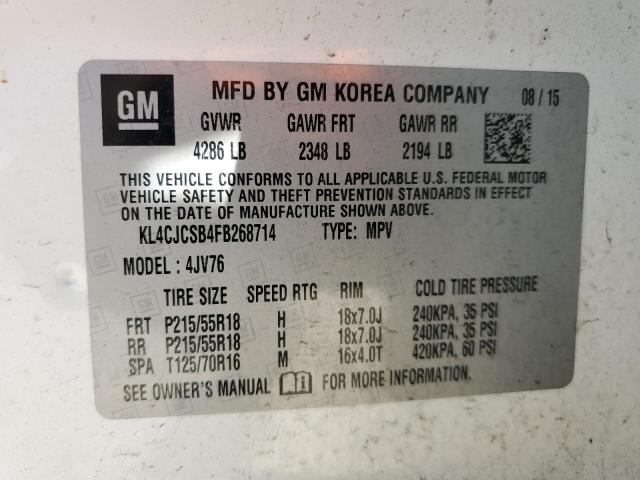 GM MFD BY GM KOREA COMPANY 08 / 15
GVWR GAWR FRT GAWR RR
4286 LB 2348 LB 2194 LB
THIS VEHICLE CONFORMS TO ALL APPLICABLE U.S. FEDERAL MOTOR
VEHICLE SAFETY AND THEFT PREVENTION STANDARDS IN EFFECT
ON THE DATE OF MANUFACTURE SHOWN ABOVE.
KL4CJCSB4FB268714 TYPE: MPV
MODEL : 4JV76
TIRE SIZE SPEED RTG RIM COLD TIRE PRESSURE
FRT P215/55R18 H 18x7.0J 240KPA, 35 PSI
RR P215/55R18 H 18x7.0J 240KPA, 35 PSI
SPA T125/70R16 M 16x4.0T 420KPA, 60 PSI
SEE OWNER'S MANUAL FOR MORE INFORMATION.